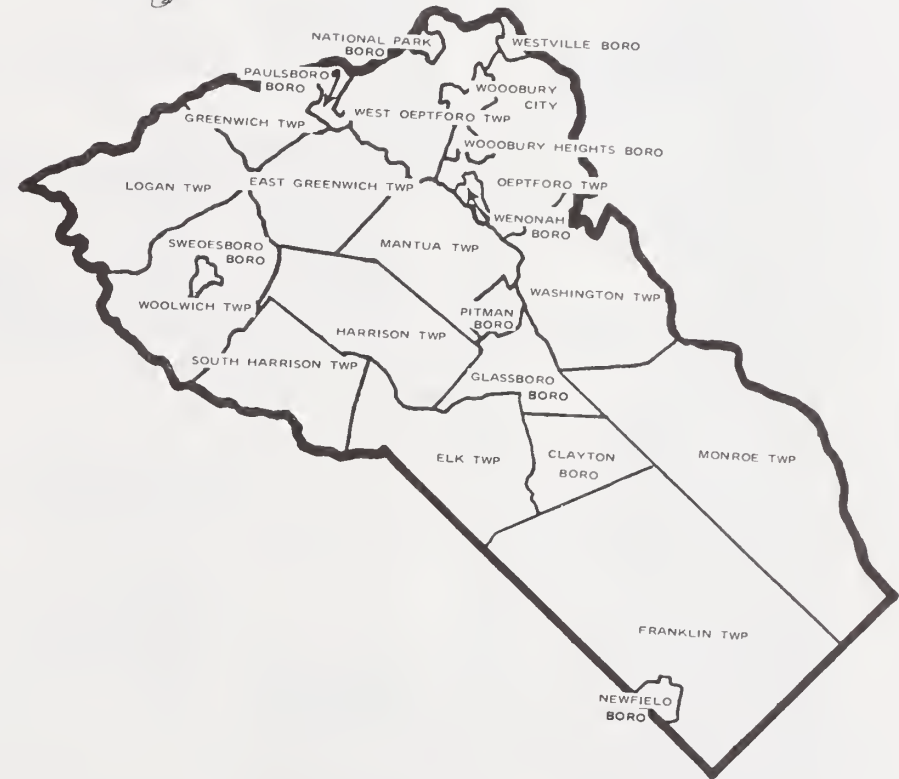 NATIONAL PARK
BORO
WESTVILLE BORO
PAULSBORO
BORO
WOOOBURY
CITY
GREENWICH TWP
WEST OEPTFORO TWP
WOOOBURY HEIGHTS BORO
LOGAN TWP
EAST GREENWICH TWP
OEPTFORO TWP
WENONAH
BORO
SWEOESBORO
BORO
MANTUA TWP
WOOLWICH TWP
WASHINGTON TWP
PITMAN
BORO
HARRISON TWP
SOUTH HARRISON TWP
GLASSBORO
BORO
ELK TWP
CLAYTON
BORO
MONROE TWP
FRANKLIN TWP
NEWFIELO
BORO